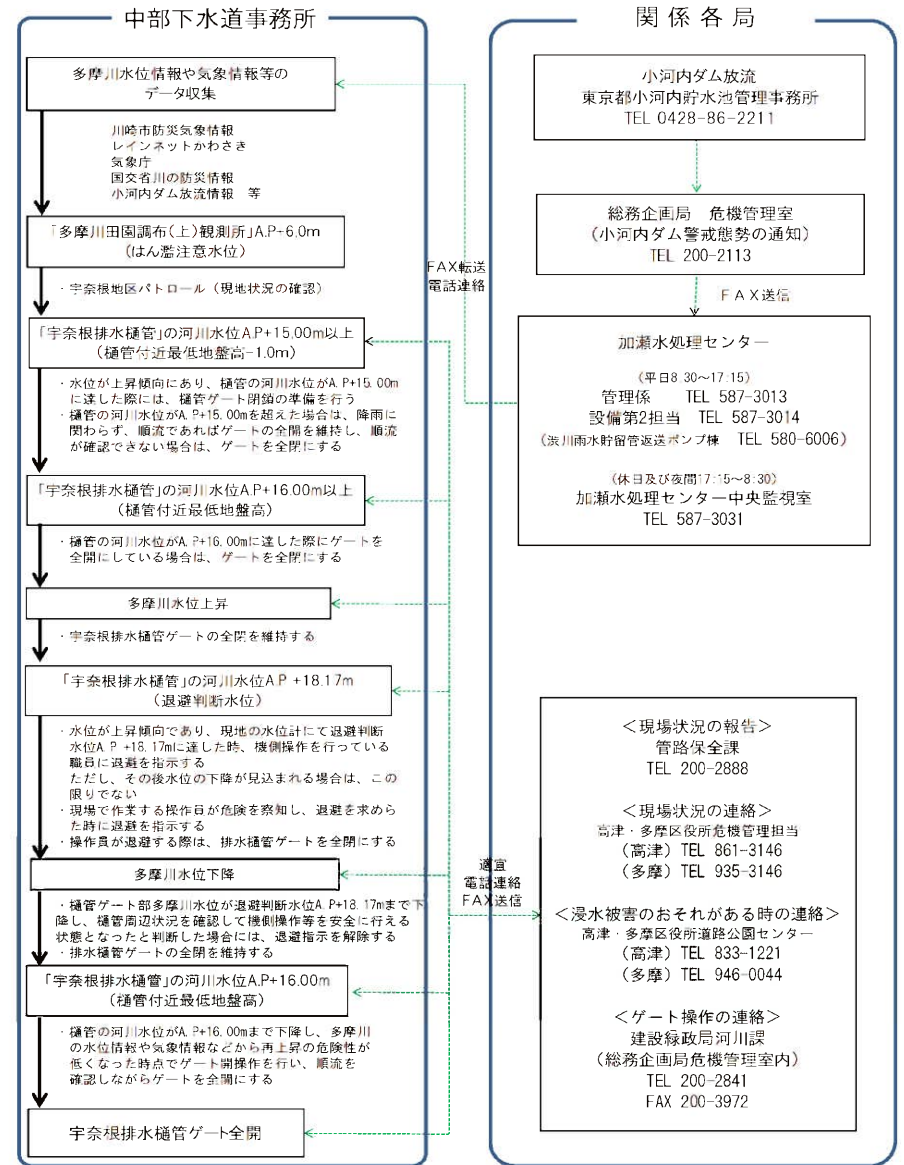 中部下水道事務所
多摩川水位情報や気象情報等の
データ収集
川崎市防災気象情報
レインネットかわさき
気象庁
国交省川の防災情報
小河内ダム放流情報　等
「多摩川田園調布(上)観測所」A.P+6.0m
(はん濫注意水位)
・宇奈根地区パトロール（現地状況の確認）
「宇奈根排水樋管」の河川水位A.P+15.00m以上
(樋管付近最低地盤高-1.0m)
・水位が上昇傾向にあり、樋管の河川水位がA.P+15.00m
に達した際には、樋管ゲート閉鎖の準備を行う
・樋管の河川水位がA.P+15.00mを超えた場合は、降雨に
関わらず、順流であればゲートの全開を維持し、順流
が確認できない場合は、ゲートを全閉にする
「宇奈根排水樋管」の河川水位A.P+16.00m以上
(樋管付近最低地盤高)
・樋管の河川水位がA.P+16.00mに達した際にゲートを
全開にしている場合は、ゲートを全閉にする
多摩川水位上昇
・宇奈根排水樋管ゲートの全閉を維持する
「宇奈根排水樋管」の河川水位A.P +18.17m
(退避判断水位)
・水位が上昇傾向であり、現地の水位計にて退避判断
水位A.P +18.17mに達した時、機側操作を行っている
職員に退避を指示する
ただし、その後水位の下降が見込まれる場合は、この
限りでない
・現場で作業する操作員が危険を察知し、退避を求めら
れた時に退避を指示する
・操作員が退避する際は、排水樋管ゲートを全閉にする
多摩川水位下降
・樋管ゲート部多摩川水位が退避判断水位A.P+18.17mまで下
降し、樋管周辺状況を確認して機側操作等を安全に行える
状態となったと判断した場合には、退避指示を解除する
・排水樋管ゲートの全閉を維持する
「宇奈根排水樋管」の河川水位A.P+16.00m
(樋管付近最低地盤高)
・樋管の河川水位がA.P+16.00mまで下降し、多摩川
の水位情報や気象情報などから再上昇の危険性が
低くなった時点でゲート開操作を行い、順流を
確認しながらゲートを全開にする
宇奈根排水樋管ゲート全開
FAX転送
電話連絡
適宜
電話連絡
FAX送信
関係各局
小河内ダム放流
東京都小河内貯水池管理事務所
TEL 0428-86-2211
総務企画局　危機管理室
(小河内ダム警戒態勢の通知)
TEL 200-2113
ＦＡＸ送信
加瀬水処理センター
(平日8:30～17:15)
管理係　TEL 587-3013
設備第2担当　TEL 587-3014
(渋川雨水貯留管返送ポンプ棟　TEL 580-6006)
(休日及び夜間17:15～8:30)
加瀬水処理センター中央監視室
TEL 587-3031
＜現場状況の報告＞
管路保全課
TEL 200-2888
＜現場状況の連絡＞
高津・多摩区役所危機管理担当
(高津) TEL 861-3146
(多摩) TEL 935-3146
＜浸水被害のおそれがある時の連絡＞
高津・多摩区役所道路公園センター
(高津) TEL 833-1221
(多摩) TEL 946-0044
＜ゲート操作の連絡＞
建設緑政局河川課
(総務企画局危機管理室内)
TEL 200-2841
FAX 200-3972